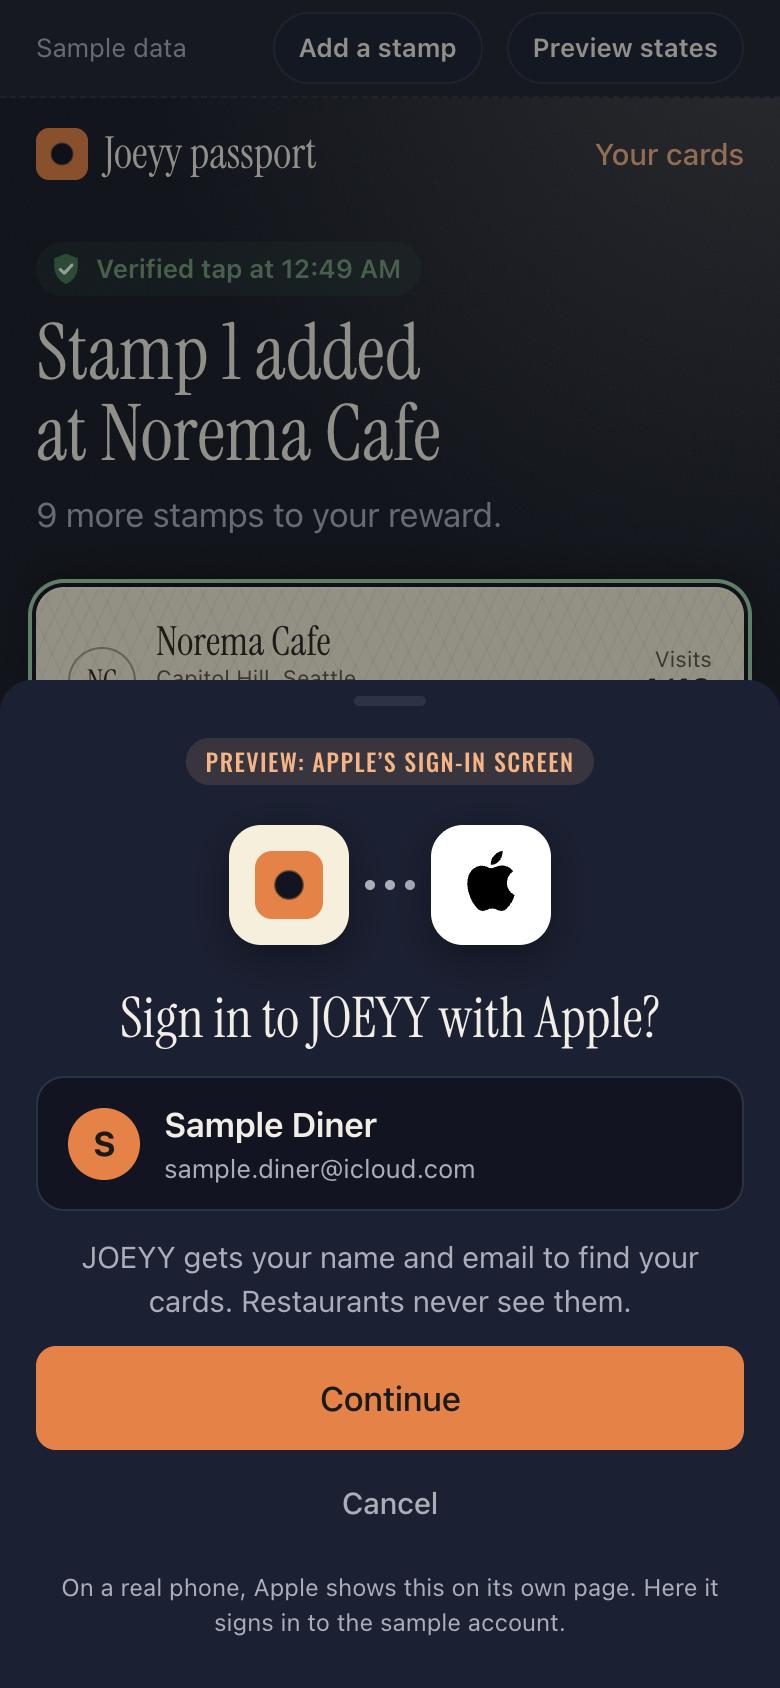 Sample data
Add a stamp
Preview states
Joeyy passport
Your cards
Verified tap at 12:49 AM
Stamp 1 added
at Norema Cafe
9 more stamps to your reward.
Norema Cafe
Capitol Hill, Seattle
NC
Visits
PREVIEW: APPLE’S SIGN-IN SCREEN
Sign in to JOEYY with Apple?
S
Sample Diner
sample.diner@icloud.com
JOEYY gets your name and email to find your
cards. Restaurants never see them.
Continue
Cancel
On a real phone, Apple shows this on its own page. Here it
signs in to the sample account.